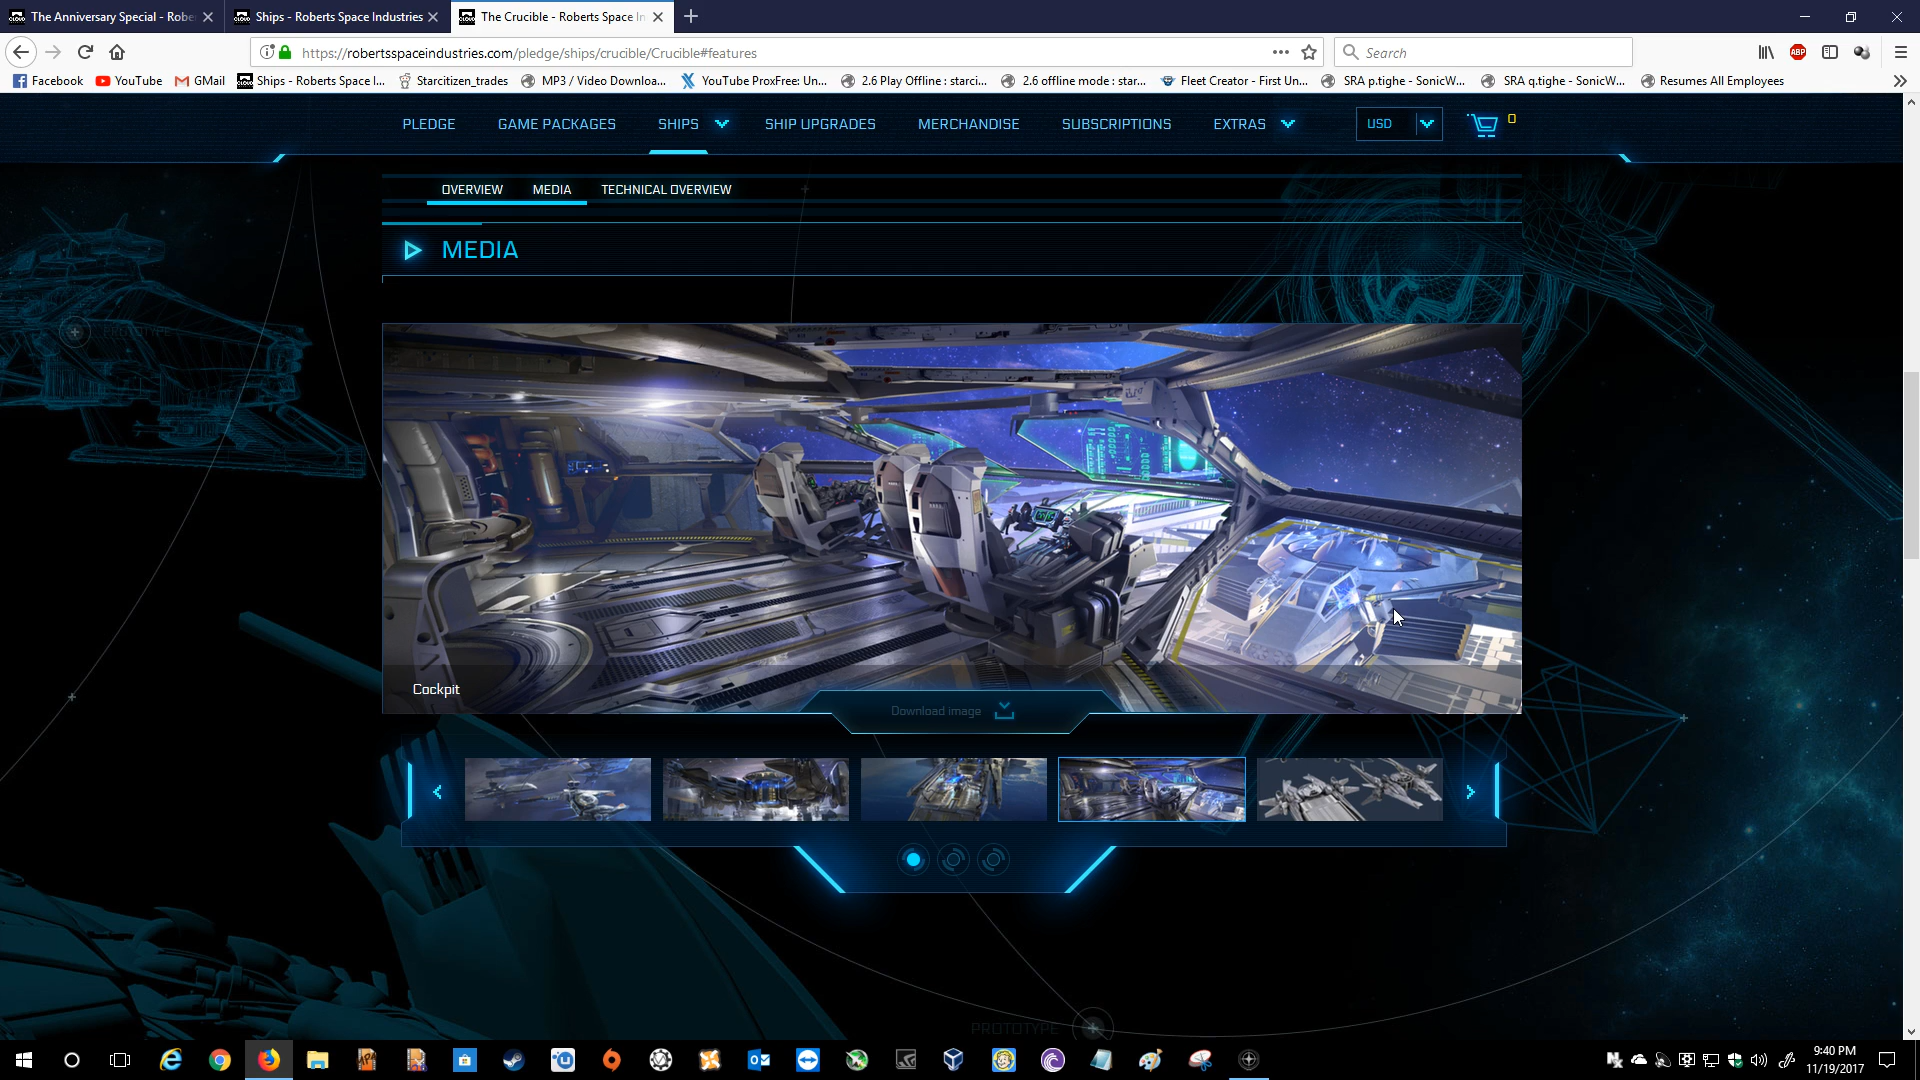 The Anniversary Special - Robe
Ships - Roberts Space Industries
The Crucible - Roberts Space In
https://robertsspaceindustries.com/pledge/ships/crucible/Crucible#features
Search
Facebook
YouTube
GMail
Ships - Roberts Space I...
Starcitizen_trades
MP3 / Video Downloa...
YouTube ProxFree: Un...
2.6 Play Offline : starci...
2.6 offline mode : star...
Fleet Creator - First Un...
SRA p.tighe - SonicW...
SRA q.tighe - SonicW...
Resumes All Employees
PLEDGE
GAME PACKAGES
SHIPS
SHIP UPGRADES
MERCHANDISE
SUBSCRIPTIONS
EXTRAS
USD
0
OVERVIEW
MEDIA
TECHNICAL OVERVIEW
MEDIA
PROTOTYPE
Cockpit
Download image
PROTOTYPE
9:40 PM
11/19/2017